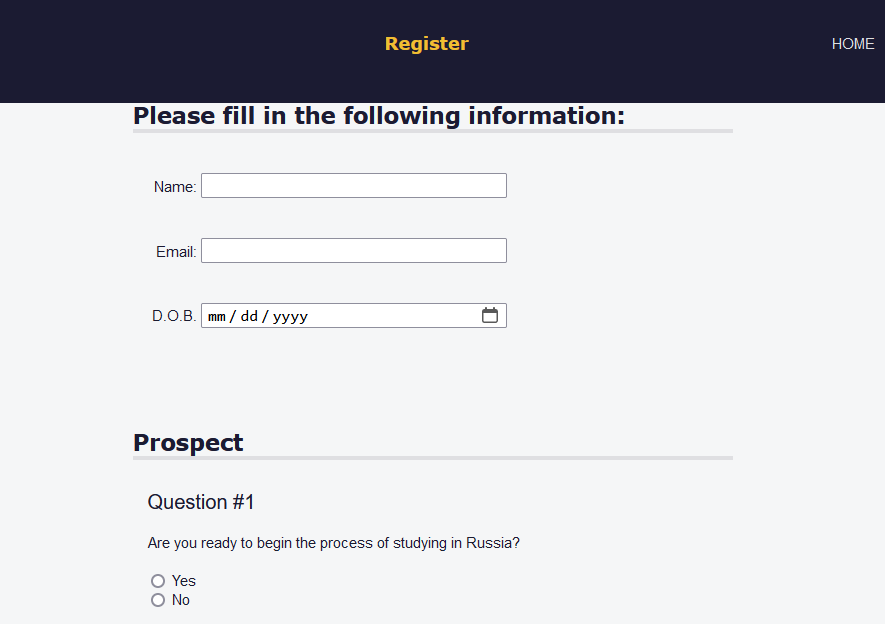 Register
HOME
Please fill in the following information:
Name:
Email:
D.O.B. mm / dd / yyyy
Prospect
Question #1
Are you ready to begin the process of studying in Russia?
Yes
No